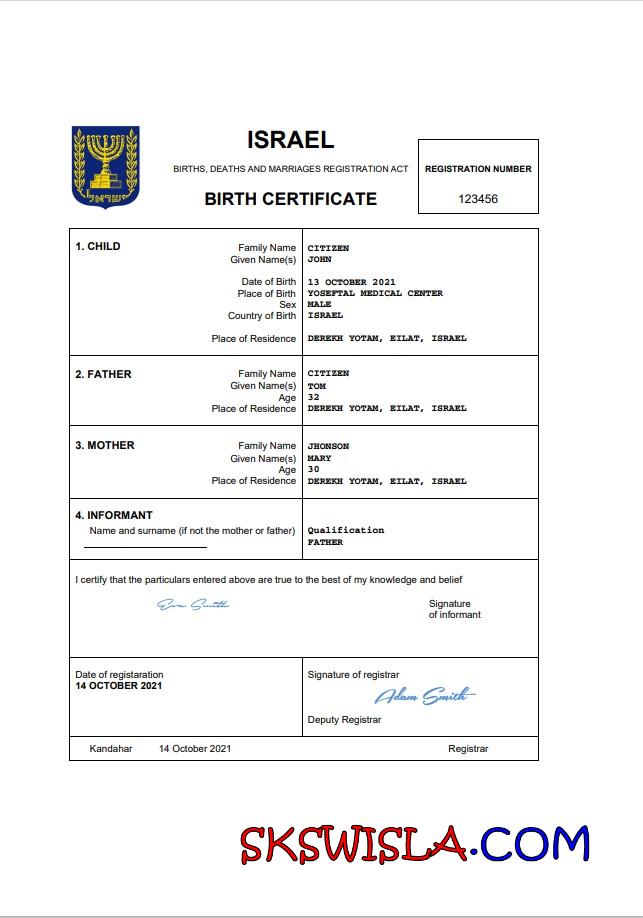 ישראל
ISRAEL
BIRTHS, DEATHS AND MARRIAGES REGISTRATION ACT
BIRTH CERTIFICATE
REGISTRATION NUMBER
123456
1. CHILD
Family Name CITIZEN
Given Name(s) JOHN
Date of Birth 13 OCTOBER 2021
Place of Birth YOSEFTAL MEDICAL CENTER
Sex MALE
Country of Birth ISRAEL
Place of Residence DEREKH YOTAM, EILAT, ISRAEL
2. FATHER
Family Name CITIZEN
Given Name(s) TOM
Age 32
Place of Residence DEREKH YOTAM, EILAT, ISRAEL
3. MOTHER
Family Name JHONSON
Given Name(s) MARY
Age 30
Place of Residence DEREKH YOTAM, EILAT, ISRAEL
4. INFORMANT
Name and surname (if not the mother or father) Qualification
FATHER
I certify that the particulars entered above are true to the best of my knowledge and belief
Eva Smith
Signature
of informant
Date of registaration
14 OCTOBER 2021
Signature of registrar
Adam Smith
Deputy Registrar
Kandahar 14 October 2021 Registrar
SKSWISLA.COM